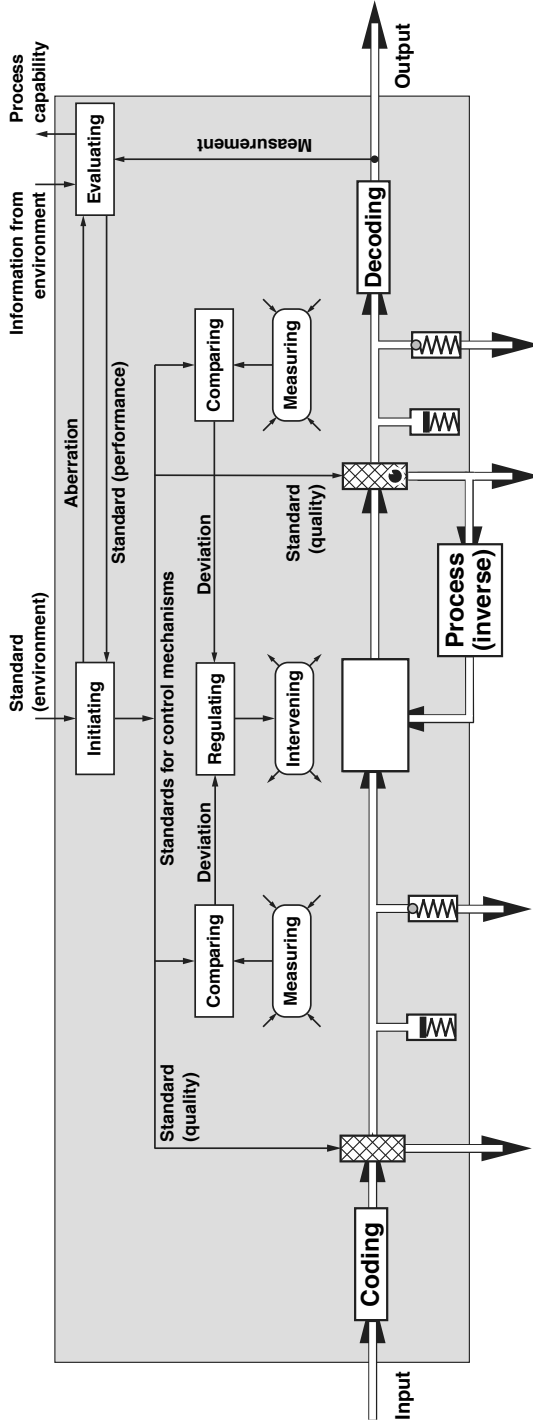 Standard
(environment)
Information from
environment
Process
capability
Initiating
Aberration
Standard (performance)
Evaluating
Standards for control mechanisms
Standard
(quality)
Comparing
Deviation
Regulating
Deviation
Comparing
Measurement
Measuring
Intervening
Standard
(quality)
Measuring
Input
Coding
Decoding
Output
Process
(inverse)